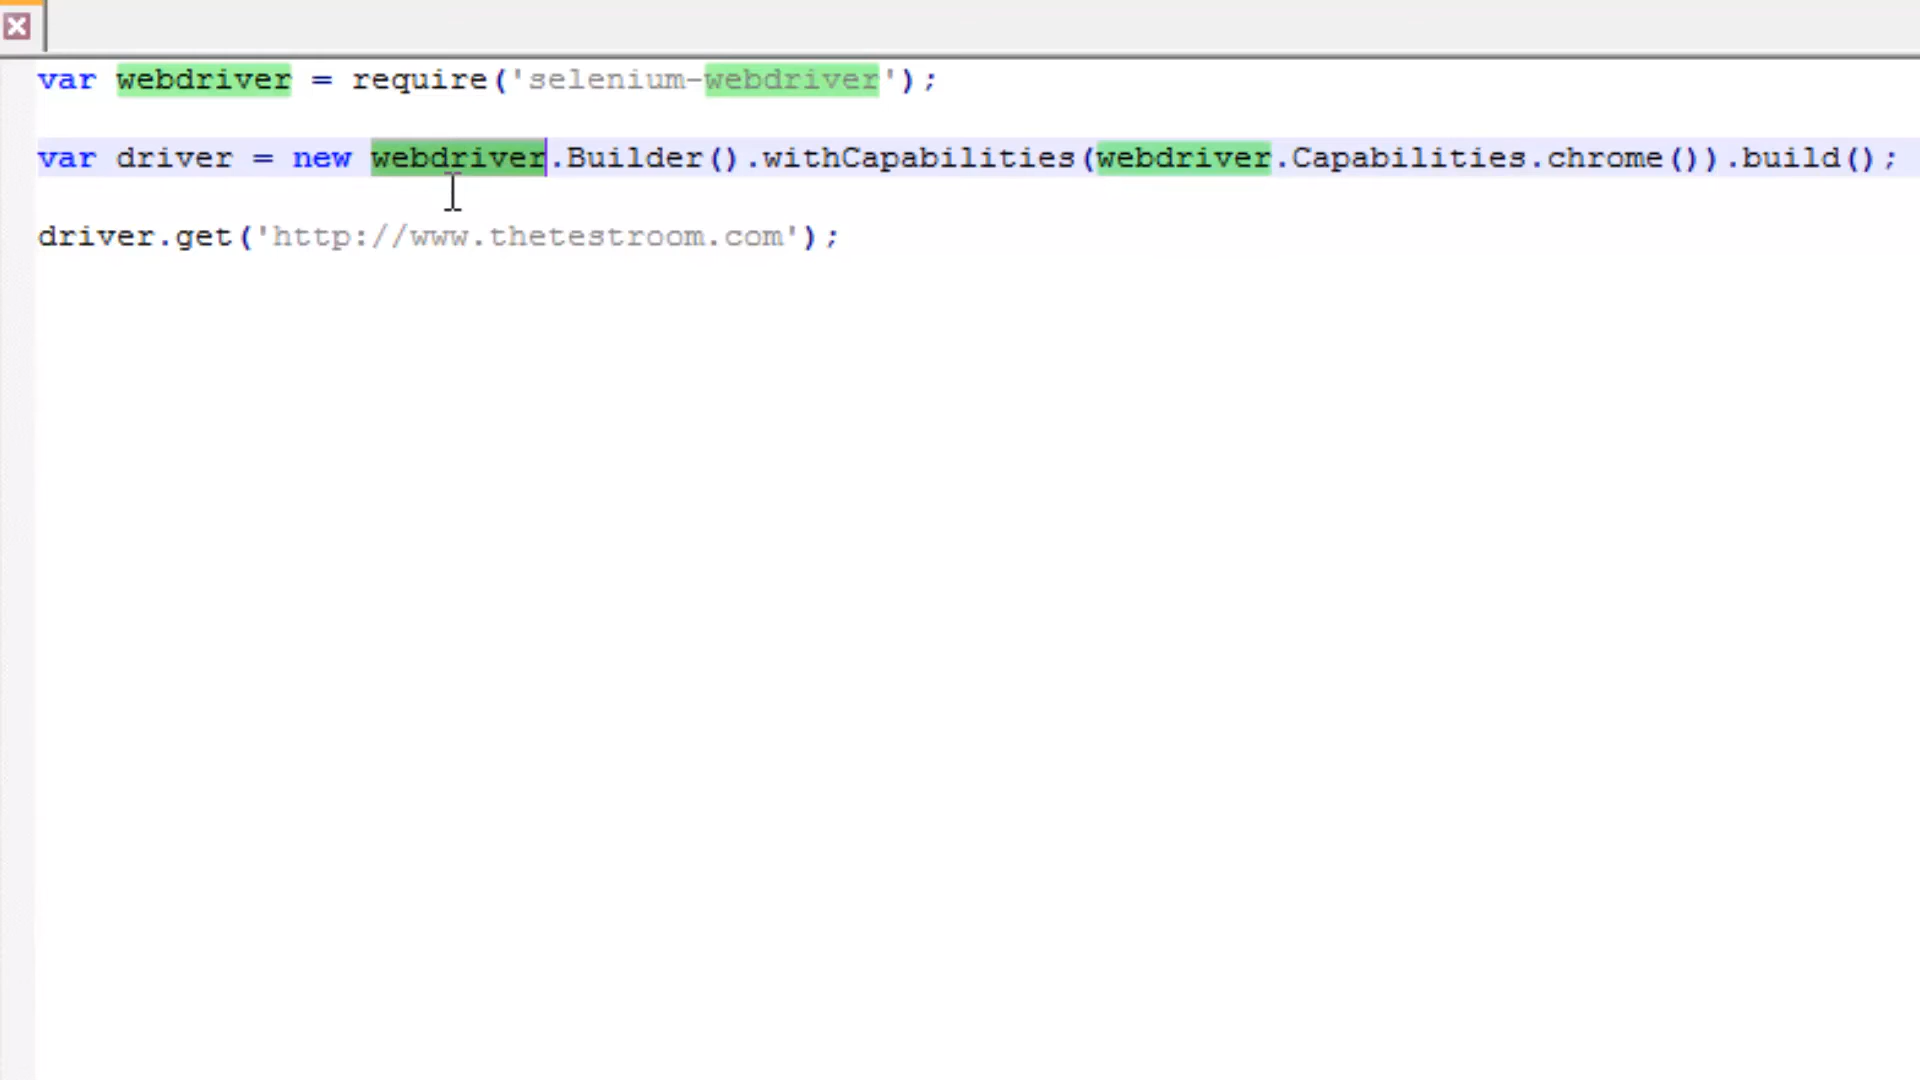 var webdriver = require('selenium-webdriver');
var driver = new webdriver.Builder().withCapabilities(webdriver.Capabilities.chrome()).build();
driver.get('http://www.thetestroom.com');